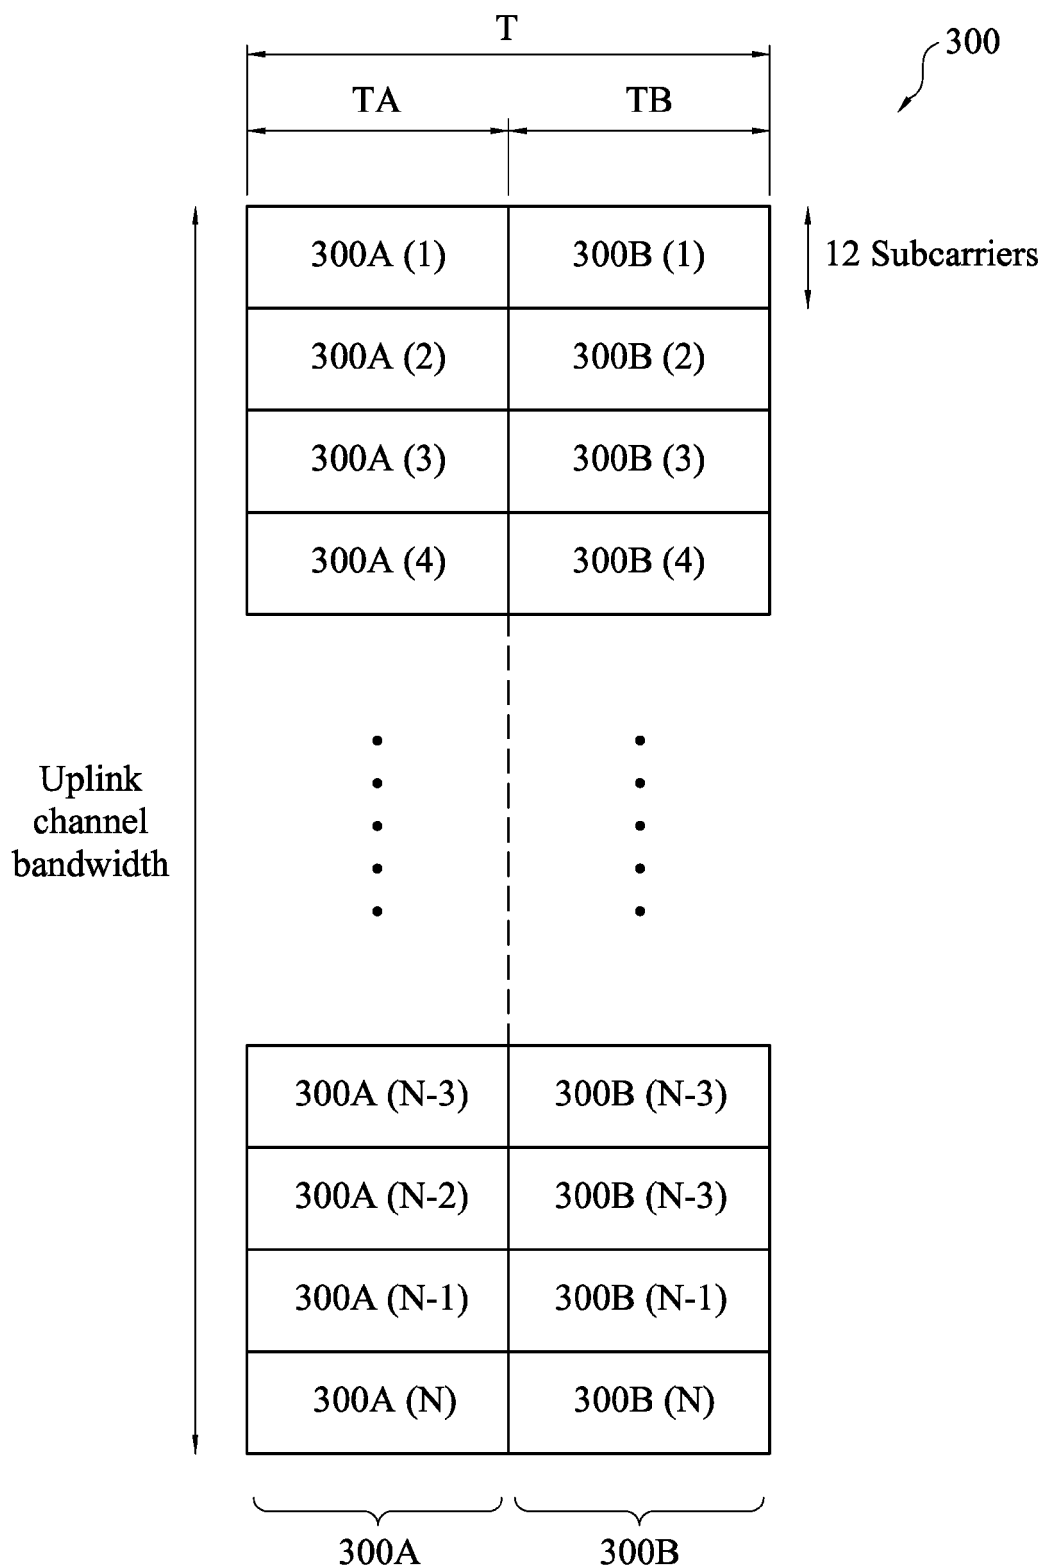 T
300
TA TB
300A (1) 300B (1)
12 Subcarriers
300A (2) 300B (2)
300A (3) 300B (3)
300A (4) 300B (4)
Uplink
channel
bandwidth
300A (N-3) 300B (N-3)
300A (N-2) 300B (N-3)
300A (N-1) 300B (N-1)
300A (N) 300B (N)
300A 300B